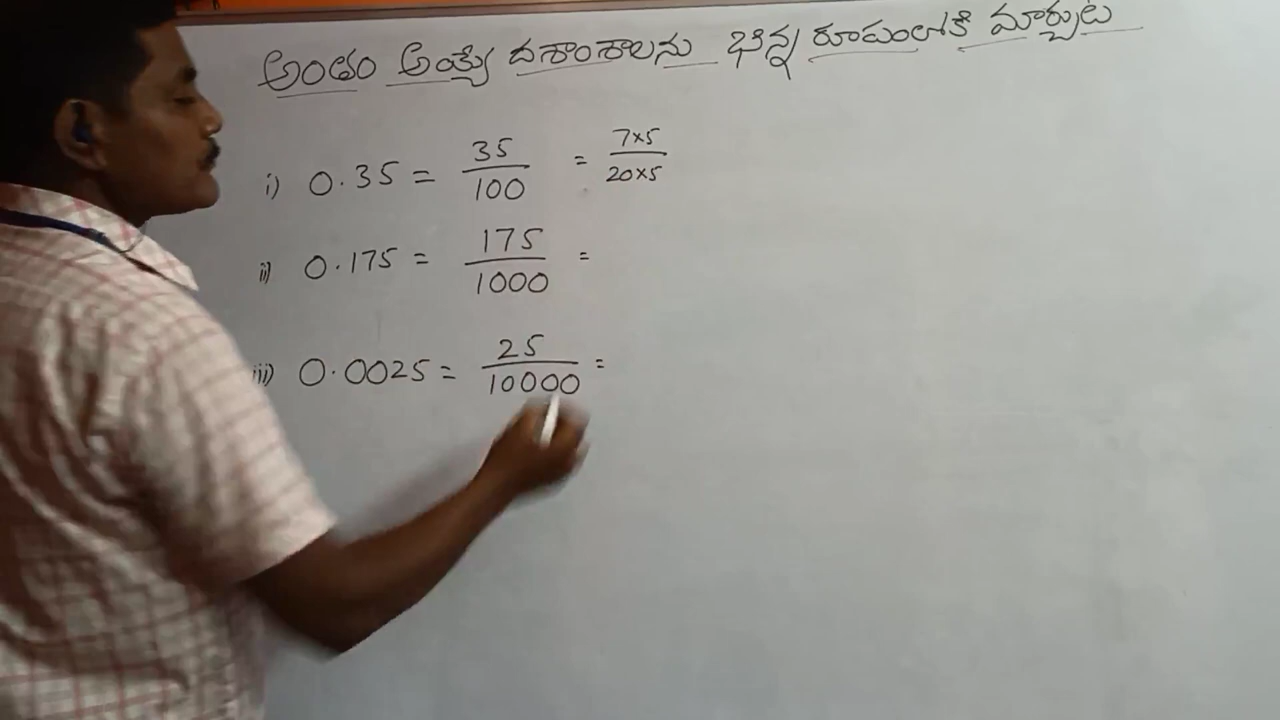 అంతం అయ్యే దశాంశాలను భిన్న రూపంలోకి మార్చుట
i) 0.35 = 35/100 = 7×5/20×5
ii) 0.175 = 175/1000 =
iii) 0.0025 = 25/10000 =